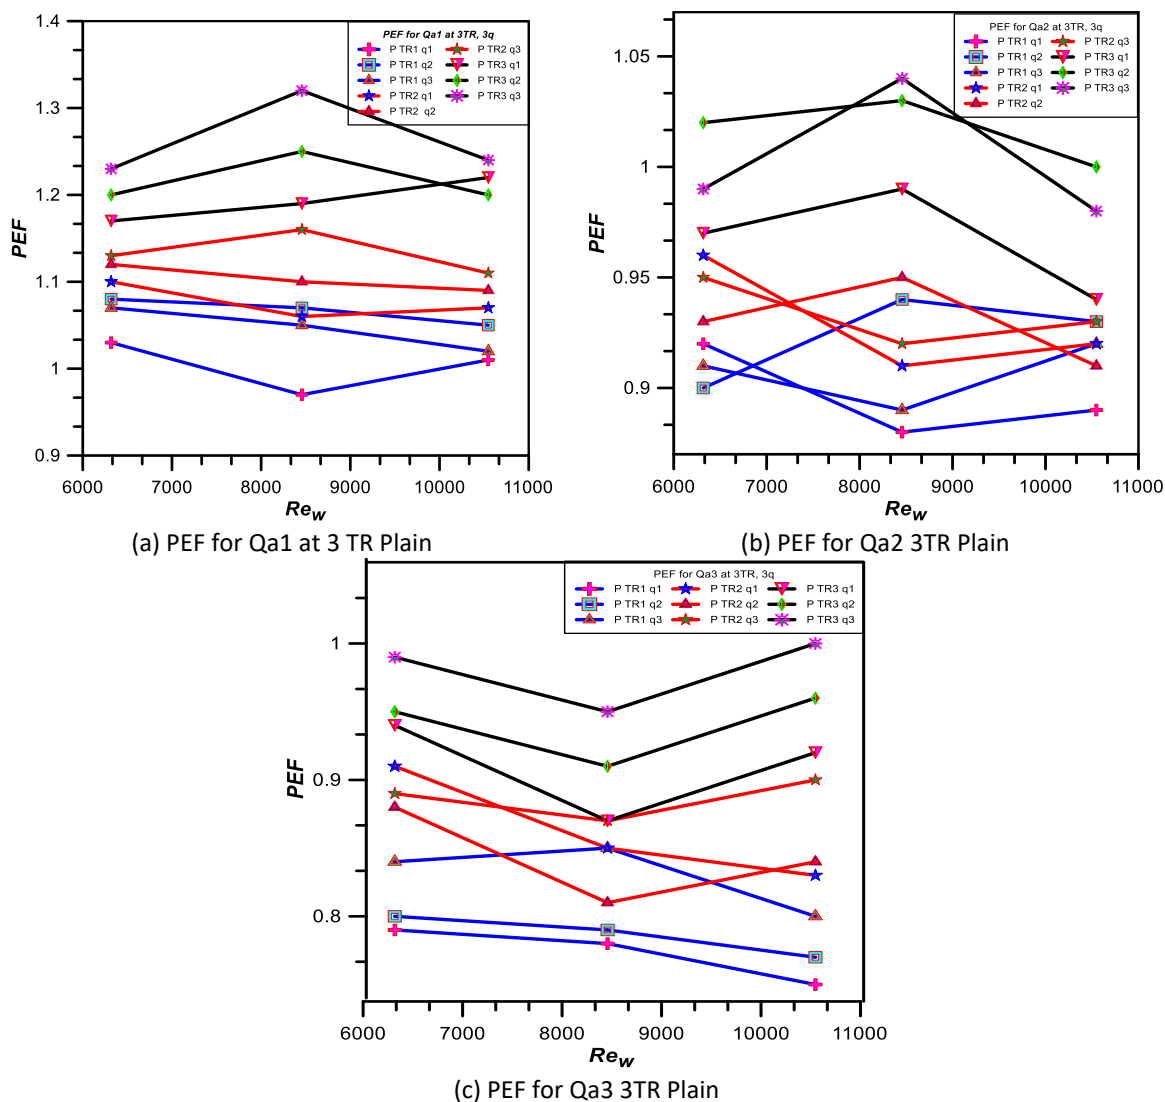 PEF for Qa1 at 3TR, 3q
P TR1 q1
P TR1 q2
P TR1 q3
P TR2 q1
P TR2 q2
P TR2 q3
P TR3 q1
P TR3 q2
P TR3 q3
1.4
1.3
1.2
1.1
1
0.9
PEF
6000 7000 8000 9000 10000 11000
Rew
(a) PEF for Qa1 at 3 TR Plain
PEF for Qa2 at 3TR, 3q
P TR1 q1
P TR1 q2
P TR1 q3
P TR2 q1
P TR2 q2
P TR2 q3
P TR3 q1
P TR3 q2
P TR3 q3
1.05
1
0.95
0.9
PEF
6000 7000 8000 9000 10000 11000
Rew
(b) PEF for Qa2 3TR Plain
PEF for Qa3 at 3TR, 3q
P TR1 q1 P TR2 q1 P TR3 q1
P TR1 q2 P TR2 q2 P TR3 q2
P TR1 q3 P TR2 q3 P TR3 q3
1
0.9
0.8
PEF
6000 7000 8000 9000 10000 11000
Rew
(c) PEF for Qa3 3TR Plain